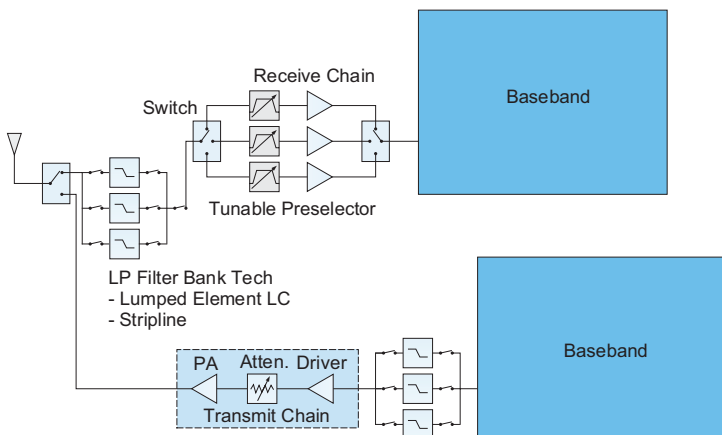 Receive Chain
Switch
Baseband
Tunable Preselector
LP Filter Bank Tech
- Lumped Element LC
- Stripline
PA Atten. Driver
Transmit Chain
Baseband